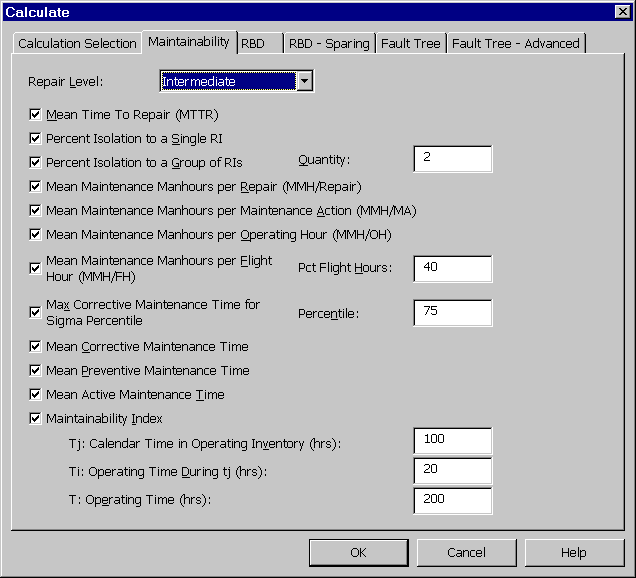 Calculate
Calculation Selection Maintainability RBD RBD - Sparing Fault Tree Fault Tree - Advanced
Repair Level: Intermediate
Mean Time To Repair (MTTR)
Percent Isolation to a Single RI
Percent Isolation to a Group of RIs Quantity: 2
Mean Maintenance Manhours per Repair (MMH/Repair)
Mean Maintenance Manhours per Maintenance Action (MMH/MA)
Mean Maintenance Manhours per Operating Hour (MMH/OH)
Mean Maintenance Manhours per Flight
Hour (MMH/FH)
Pct Flight Hours: 40
Max Corrective Maintenance Time for
Sigma Percentile
Percentile: 75
Mean Corrective Maintenance Time
Mean Preventive Maintenance Time
Mean Active Maintenance Time
Maintainability Index
Tj: Calendar Time in Operating Inventory (hrs): 100
Ti: Operating Time During tj (hrs): 20
T: Operating Time (hrs): 200
OK Cancel Help